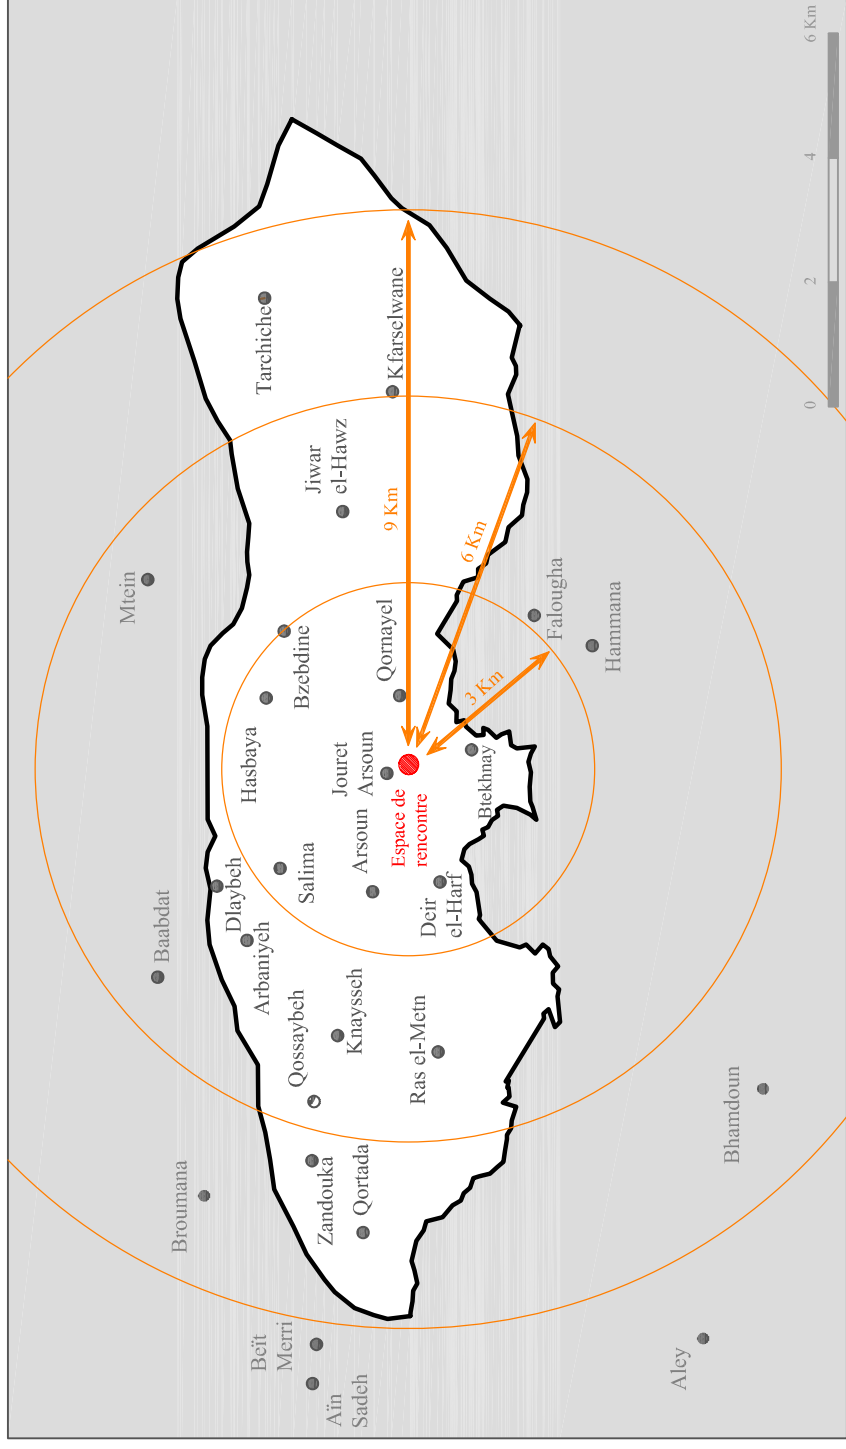 Aïn
Sadeh
Beït
Merri
Broumana
Baabdat
Mtein
Zandouka
Qortada
Qossaybeh
Knaysseh
Ras el-Metn
Arbaniyeh
Dlaybeh
Salima
Arsoun
Deir
el-Harf
Hasbaya
Jouret
Arsoun
Espace de
rencontre
Btekhnay
Bzebdine
Qornayel
Jiwar
el-Hawz
Tarchiche
Kfarselwane
9 Km
6 Km
3 Km
Falougha
Hammana
Aley
Bhamdoun
0
2
4
6 Km